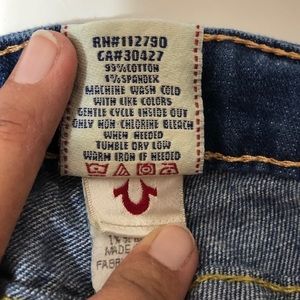 RN#112790
CA#30427
99%COTTON
1%SPANDEX
MACHINE WASH COLD
WITH LIKE COLORS
GENTLE CYCLE INSIDE OUT
ONLY NON-CHLORINE BLEACH
WHEN NEEDED
TUMBLE DRY LOW
WARM IRON IF NEEDED
MADE
FABR